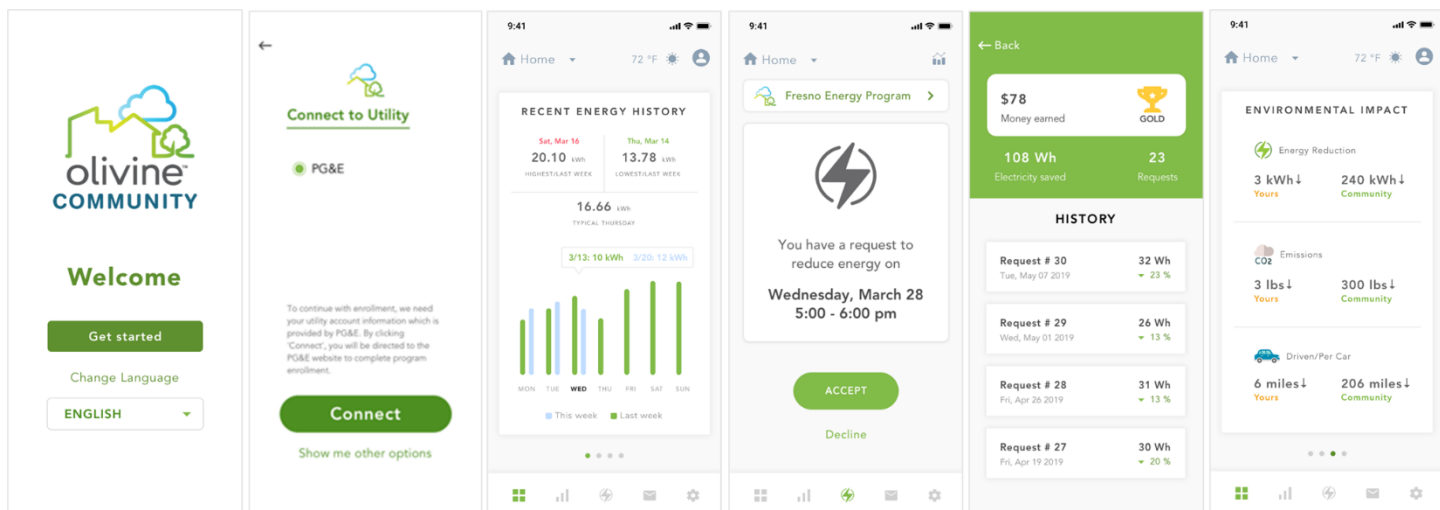 olivine™
COMMUNITY
Welcome
Get started
Change Language
ENGLISH
Connect to Utility
PG&E
To continue with enrollment, we need
your utility account information which is
provided by PG&E. By clicking
'Connect', you will be directed to the
PG&E website to complete program
enrollment.
Connect
Show me other options
9:41
Home
72 °F
RECENT ENERGY HISTORY
Sat, Mar 16
20.10 kWh
HIGHEST/LAST WEEK
Thu, Mar 14
13.78 kWh
LOWEST/LAST WEEK
16.66 kWh
TYPICAL THURSDAY
3/13: 10 kWh 3/20: 12 kWh
MON TUE WED THU FRI SAT SUN
This week Last week
9:41
Home
Fresno Energy Program
You have a request to
reduce energy on
Wednesday, March 28
5:00 - 6:00 pm
ACCEPT
Decline
Back
$78
Money earned
GOLD
108 Wh
Electricity saved
23
Requests
HISTORY
Request # 30 32 Wh
Tue, May 07 2019 23 %
Request # 29 26 Wh
Wed, May 01 2019 13 %
Request # 28 31 Wh
Fri, Apr 26 2019 13 %
Request # 27 30 Wh
Fri, Apr 19 2019 20 %
9:41
Home
72 °F
ENVIRONMENTAL IMPACT
Energy Reduction
3 kWh↓ 240 kWh↓
Yours Community
CO2 Emissions
3 lbs↓ 300 lbs↓
Yours Community
Driven/Per Car
6 miles↓ 206 miles↓
Yours Community